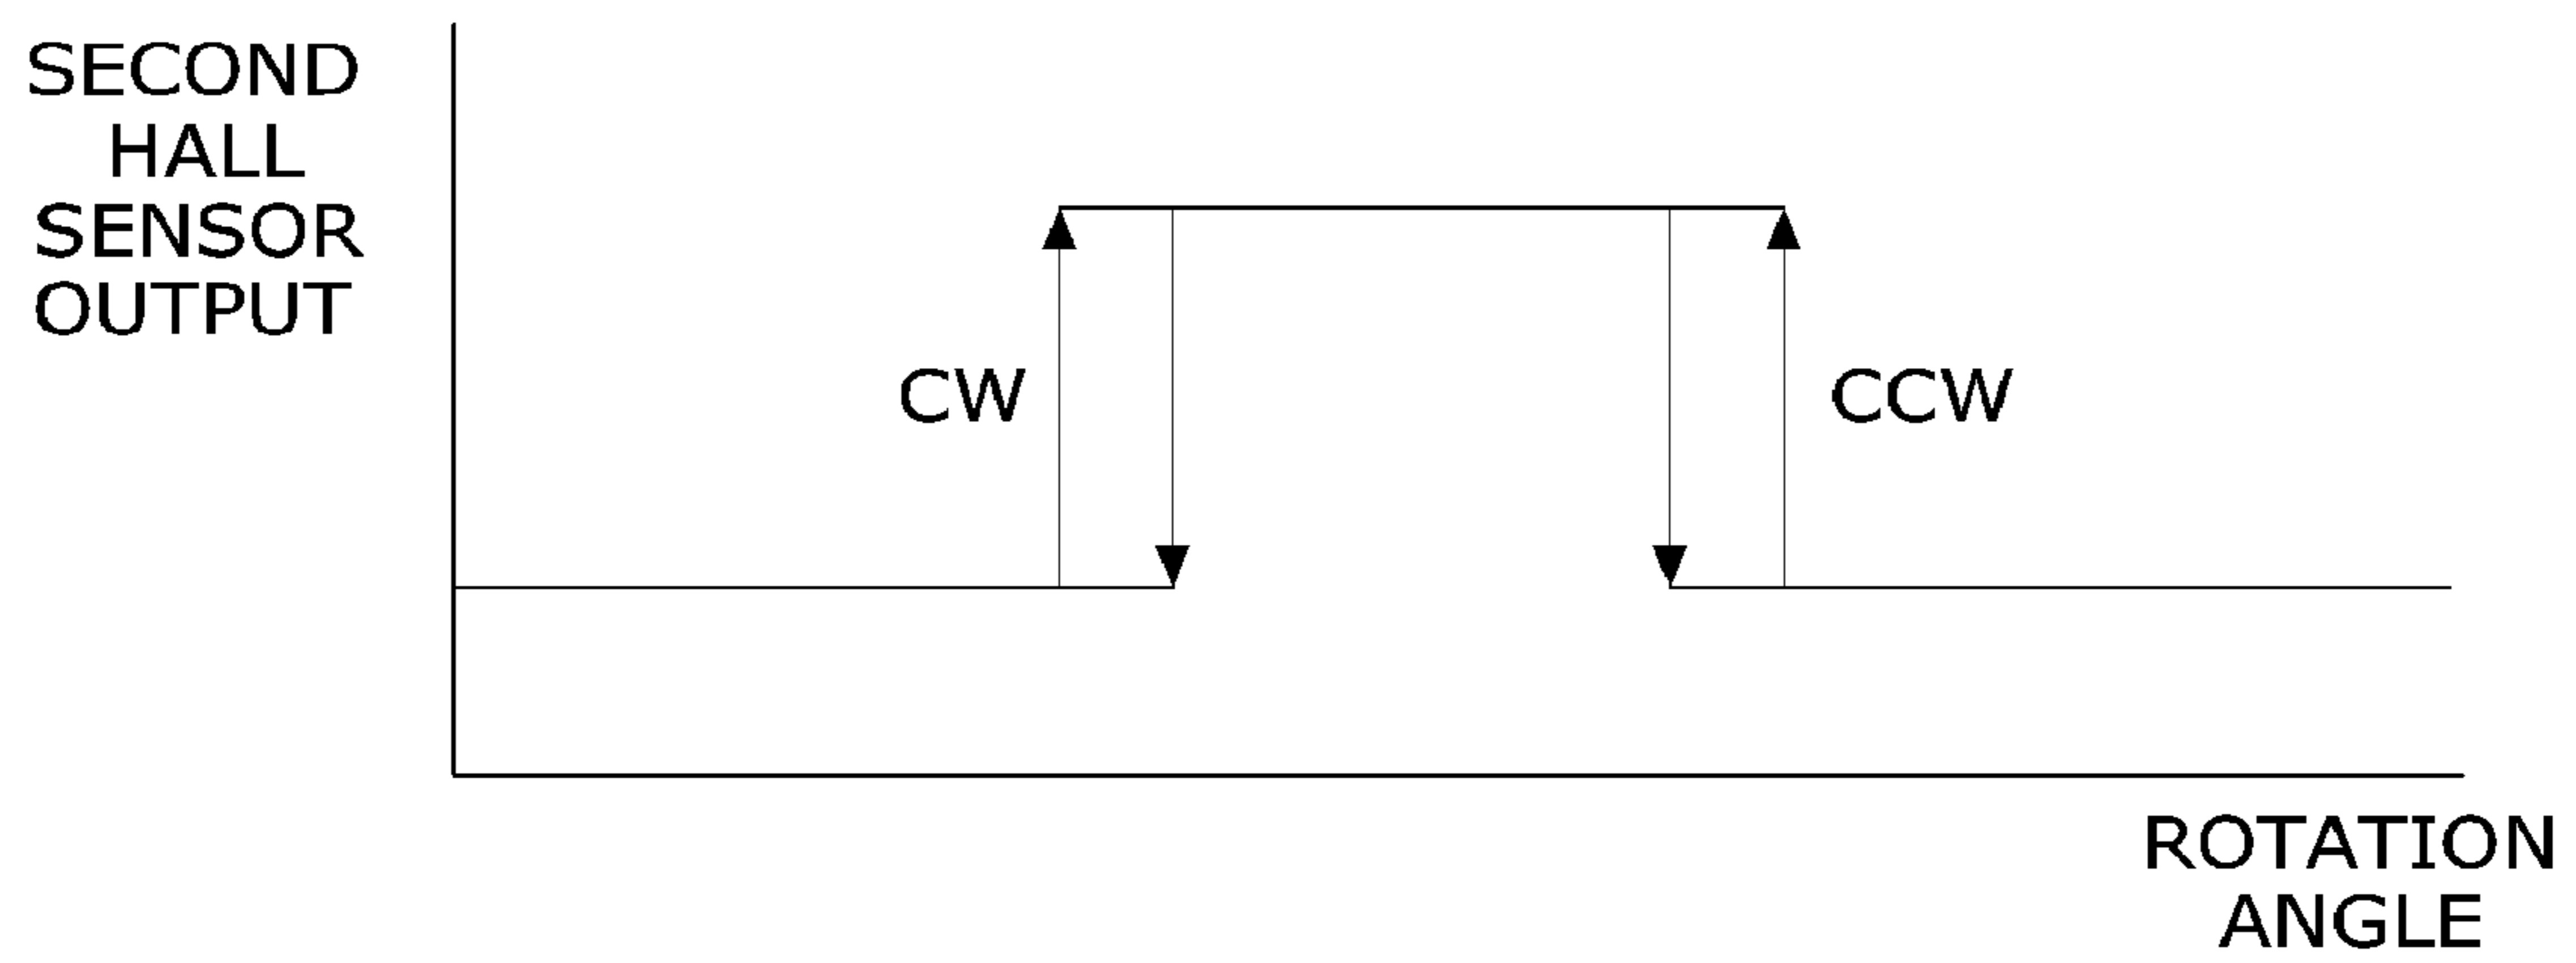 SECOND
HALL
SENSOR
OUTPUT
CW
CCW
ROTATION
ANGLE